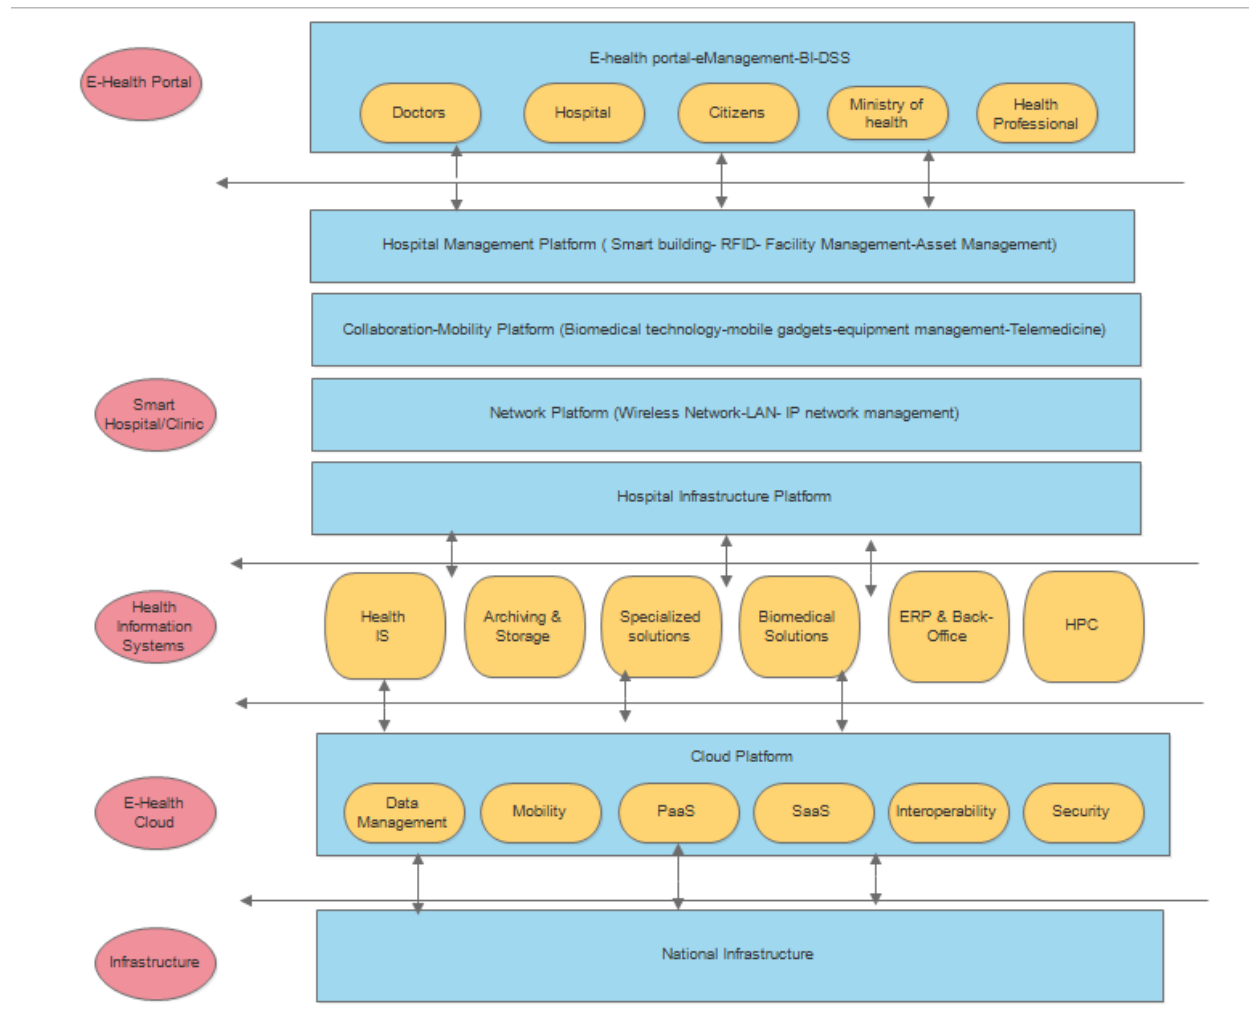 E-health portal-eManagement-BI-DSS
E-Health Portal
Doctors
Hospital
Citizens
Ministry of
health
Health
Professional
Hospital Management Platform ( Smart building- RFID- Facility Management-Asset Management)
Collaboration-Mobility Platform (Biomedical technology-mobile gadgets-equipment management-Telemedicine)
Smart
Hospital/Clinic
Network Platform (Wireless Network-LAN- IP network management)
Hospital Infrastructure Platform
Health
Information
Systems
Health
IS
Archiving &
Storage
Specialized
solutions
Biomedical
Solutions
ERP & Back-
Office
HPC
Cloud Platform
E-Health
Cloud
Data
Management
Mobility
PaaS
SaaS
Interoperability
Security
Infrastructure
National Infrastructure